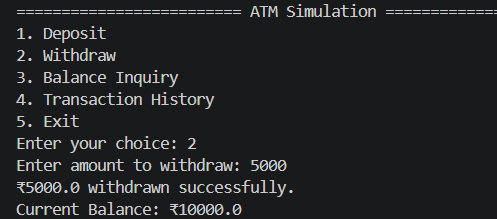 ========================= ATM Simulation =============
1. Deposit
2. Withdraw
3. Balance Inquiry
4. Transaction History
5. Exit
Enter your choice: 2
Enter amount to withdraw: 5000
₹5000.0 withdrawn successfully.
Current Balance: ₹10000.0